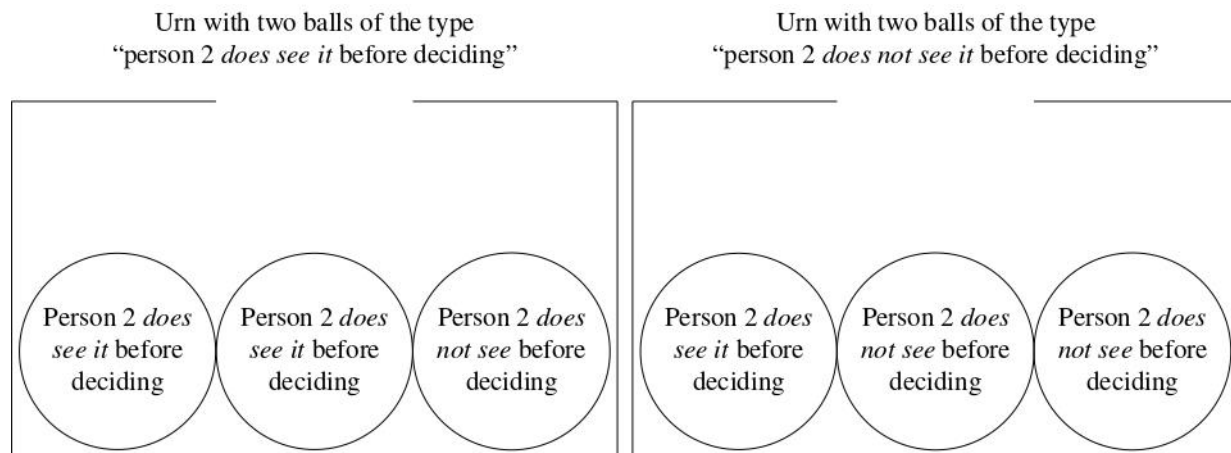 Urn with two balls of the type
“person 2 does see it before deciding”
Urn with two balls of the type
“person 2 does not see it before deciding”
Person 2 does
see it before
deciding
Person 2 does
see it before
deciding
Person 2 does
not see before
deciding
Person 2 does
see it before
deciding
Person 2 does
not see before
deciding
Person 2 does
not see before
deciding